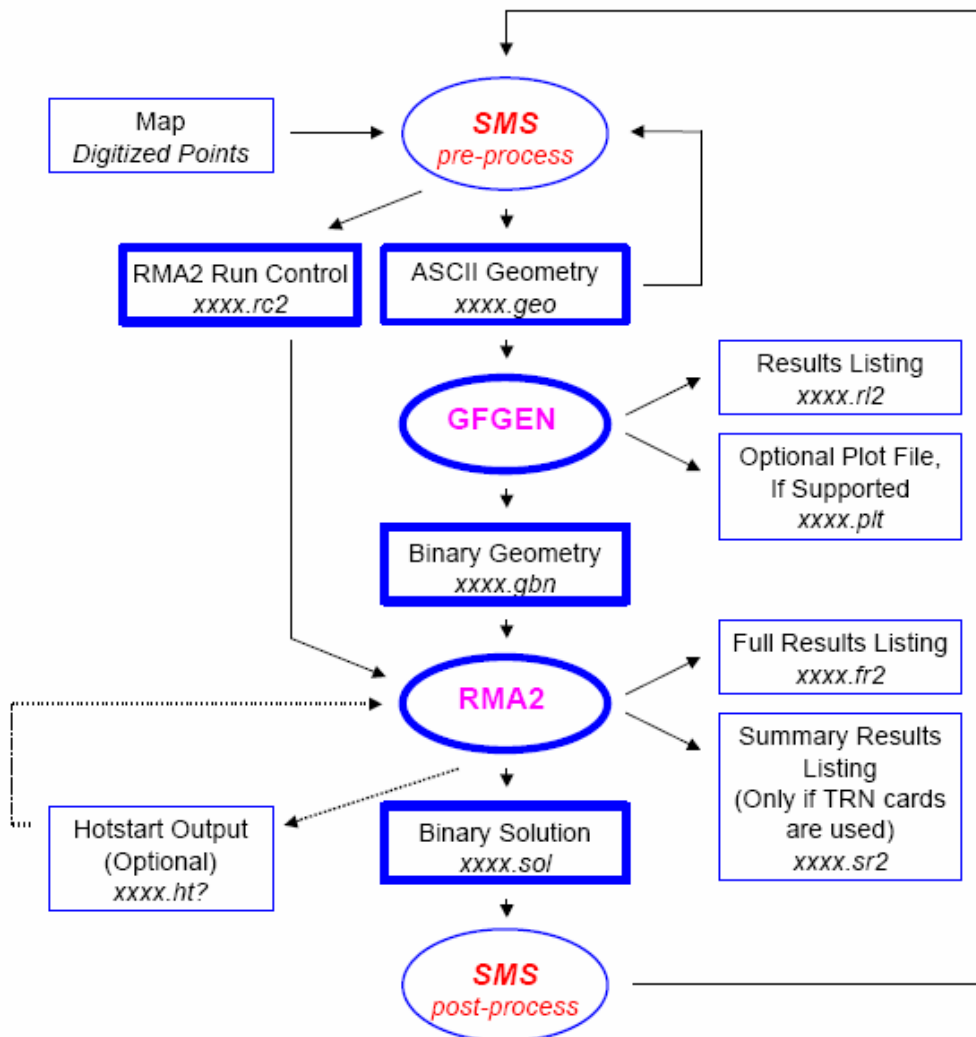 SMS
pre-process
Map
Digitized Points
RMA2 Run Control
xxxx.rc2
ASCII Geometry
xxxx.geo
GFGEN
Results Listing
xxxx.rl2
Optional Plot File,
If Supported
xxxx.plt
Binary Geometry
xxxx.gbn
RMA2
Full Results Listing
xxxx.fr2
Summary Results
Listing
(Only if TRN cards
are used)
xxxx.sr2
Hotstart Output
(Optional)
xxxx.ht?
Binary Solution
xxxx.sol
SMS
post-process